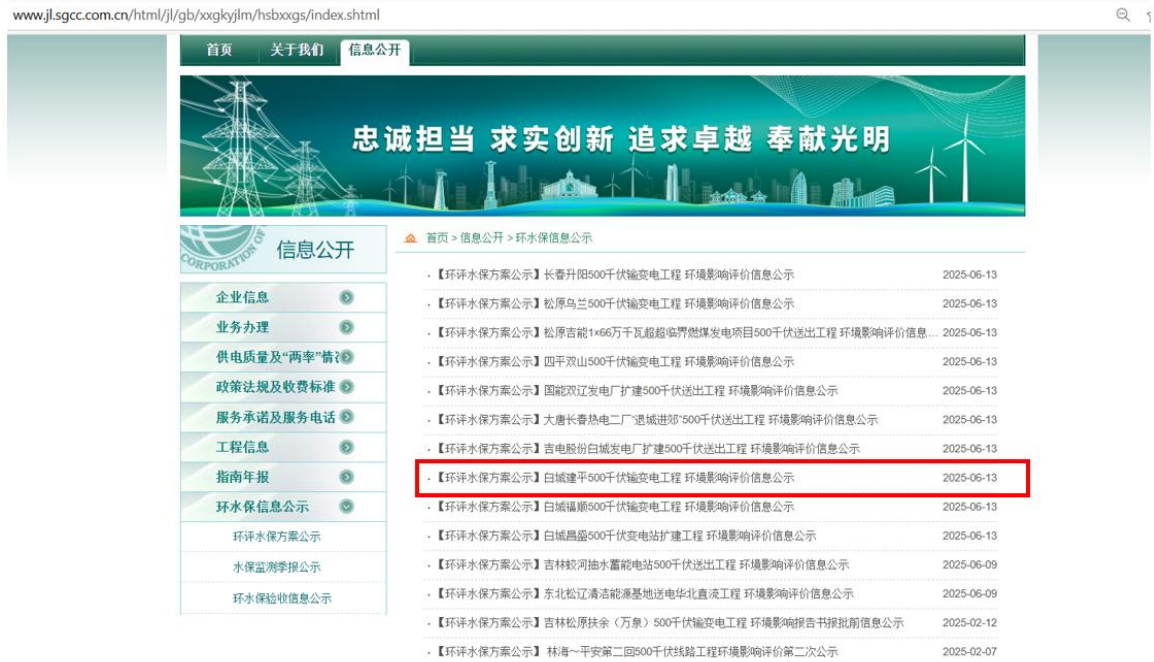 www.jl.sgcc.com.cn/html/jl/gb/xxgkyjlm/hsbxxgs/index.shtml
首页 关于我们 信息公开
忠诚担当 求实创新 追求卓越 奉献光明
CORPORATION OF
信息公开
首页 > 信息公开 > 环水保信息公示
企业信息
业务办理
供电质量及“两率”情
政策法规及收费标准
服务承诺及服务电话
工程信息
指南年报
环水保信息公示
环评水保方案公示
水保监测季报公示
环水保验收信息公示
· 【环评水保方案公示】长春升阳500千伏输变电工程 环境影响评价信息公示 2025-06-13
· 【环评水保方案公示】松原乌兰500千伏输变电工程 环境影响评价信息公示 2025-06-13
· 【环评水保方案公示】松原吉能1×66万千瓦超超临界燃煤发电项目500千伏送出工程 环境影响评价信息... 2025-06-13
· 【环评水保方案公示】四平双山500千伏输变电工程 环境影响评价信息公示 2025-06-13
· 【环评水保方案公示】国能双辽发电厂扩建500千伏送出工程 环境影响评价信息公示 2025-06-13
· 【环评水保方案公示】大唐长春热电二厂“退城进郊”500千伏送出工程 环境影响评价信息公示 2025-06-13
· 【环评水保方案公示】吉电股份白城发电厂扩建500千伏送出工程 环境影响评价信息公示 2025-06-13
· 【环评水保方案公示】白城建平500千伏输变电工程 环境影响评价信息公示 2025-06-13
· 【环评水保方案公示】白城福顺500千伏输变电工程 环境影响评价信息公示 2025-06-13
· 【环评水保方案公示】白城昌盛500千伏变电站扩建工程 环境影响评价信息公示 2025-06-13
· 【环评水保方案公示】吉林蛟河抽水蓄能电站500千伏送出工程 环境影响评价信息公示 2025-06-09
· 【环评水保方案公示】东北松辽清洁能源基地送电华北直流工程 环境影响评价信息公示 2025-06-09
· 【环评水保方案公示】吉林松原扶余（万泉）500千伏输变电工程 环境影响报告书报批前信息公示 2025-02-12
· 【环评水保方案公示】 林海～平安第二回500千伏线路工程环境影响评价第二次公示 2025-02-07